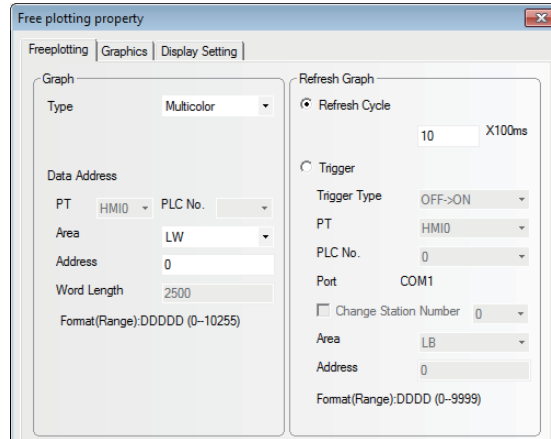 Free plotting property
Freeplotting Graphics Display Setting
Graph
Type Multicolor
Data Address
PT HMI0 PLC No.
Area LW
Address 0
Word Length 2500
Format(Range):DDDDD (0--10255)
Refresh Graph
Refresh Cycle
10 X100ms
Trigger
Trigger Type OFF->ON
PT HMI0
PLC No. 0
Port COM1
Change Station Number 0
Area LB
Address 0
Format(Range):DDDD (0--9999)